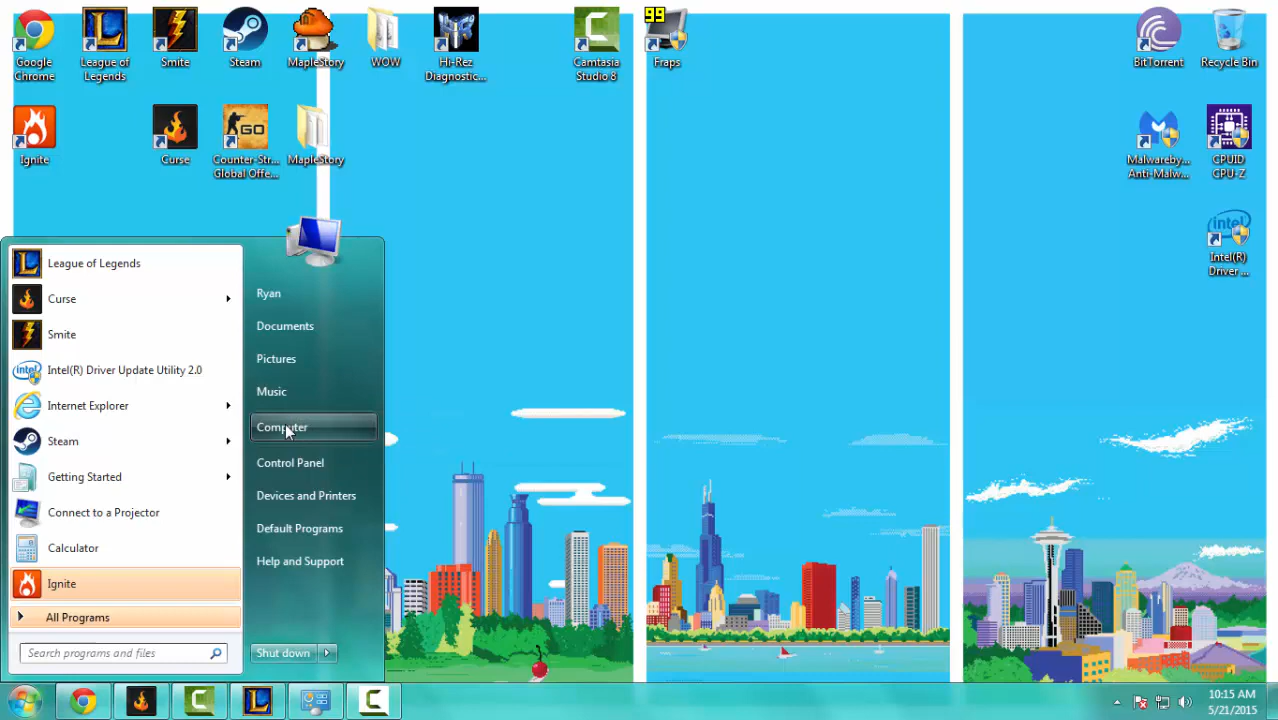 Google
Chrome
League of
Legends
Smite
Steam
MapleStory
WOW
Hi-Rez
Diagnostic...
Camtasia
Studio 8
99
Fraps
BitTorrent
Recycle Bin
Ignite
Curse
GO
Counter-Str...
Global Offe...
MapleStory
Malwareby...
Anti-Malw...
CPUID
CPU-Z
intel
Intel(R)
Driver ...
League of Legends
Curse
Smite
intel
Intel(R) Driver Update Utility 2.0
Internet Explorer
Steam
Getting Started
Connect to a Projector
Calculator
Ignite
All Programs
Search programs and files
Ryan
Documents
Pictures
Music
Computer
Control Panel
Devices and Printers
Default Programs
Help and Support
Shut down
10:15 AM
5/21/2015